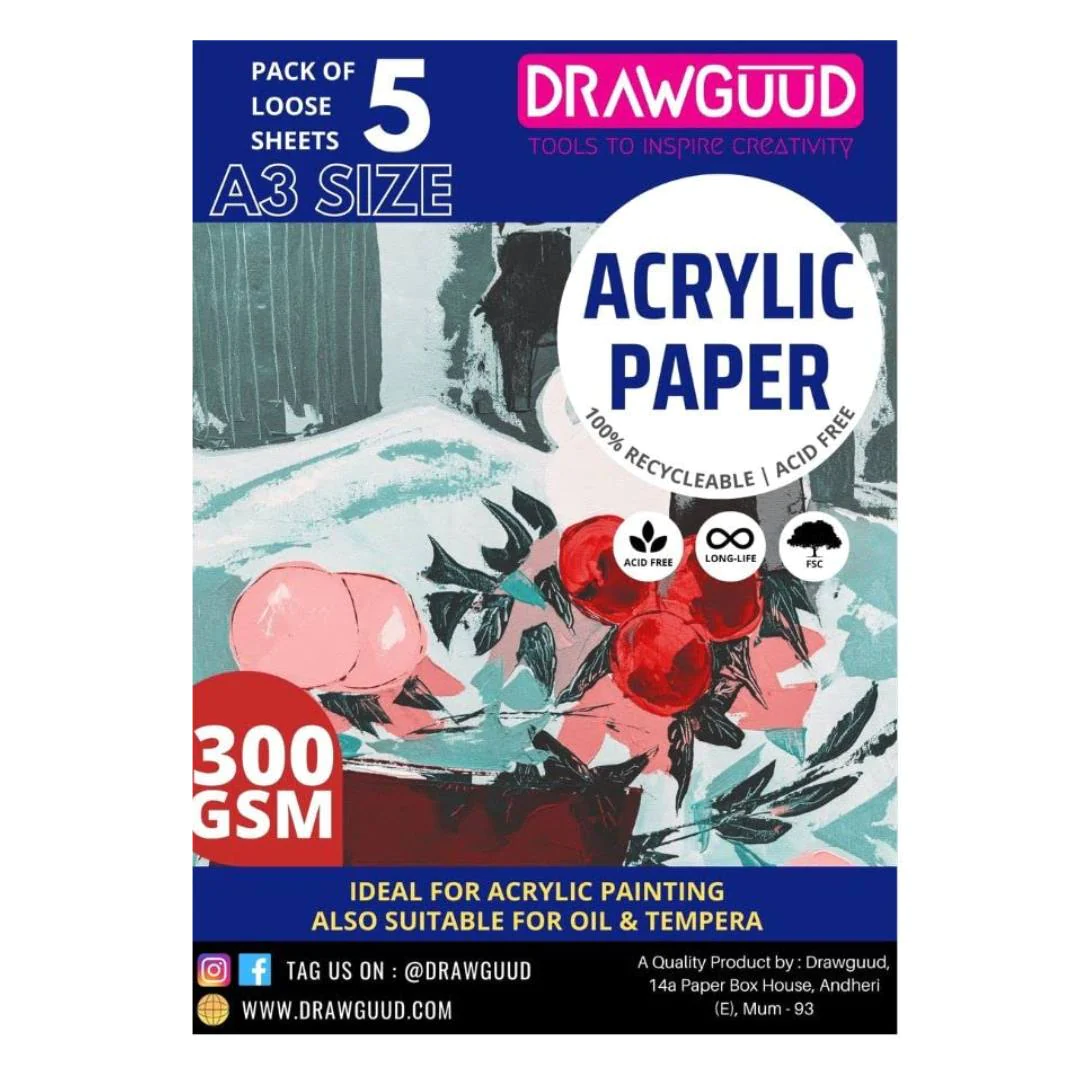 PACK OF
LOOSE
SHEETS
5
A3 SIZE
DRAWGUUD
TOOLS TO INSPIRE CREATIVITY
ACRYLIC
PAPER
100% RECYCLEABLE | ACID FREE
ACID FREE
LONG-LIFE
FSC
300
GSM
IDEAL FOR ACRYLIC PAINTING
ALSO SUITABLE FOR OIL & TEMPERA
TAG US ON : @DRAWGUUD
WWW.DRAWGUUD.COM
A Quality Product by : Drawguud,
14a Paper Box House, Andheri
(E), Mum - 93